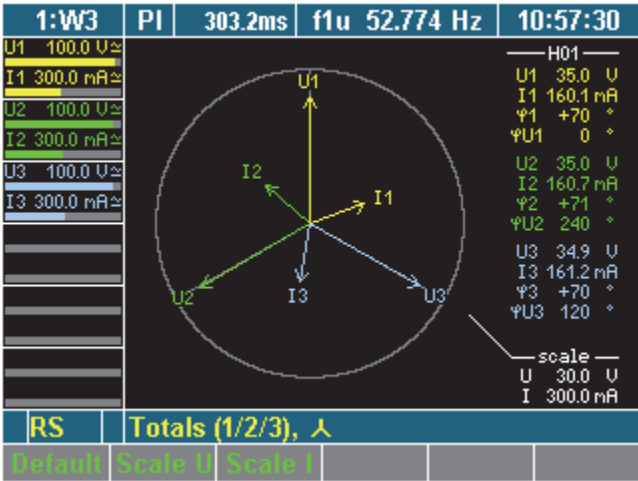 1:W3 PI 303.2ms f1u 52.774 Hz 10:57:30
U1 100.0 V≃
I1 300.0 mA≃
U2 100.0 V≃
I2 300.0 mA≃
U3 100.0 V≃
I3 300.0 mA≃
U1
I2
I1
U2
I3
U3
H01
U1 35.0 V
I1 160.1 mA
φ1 +70 °
φU1 0 °
U2 35.0 V
I2 160.7 mA
φ2 +71 °
φU2 240 °
U3 34.9 V
I3 161.2 mA
φ3 +70 °
φU3 120 °
scale
U 30.0 V
I 300.0 mA
RS Totals (1/2/3), ⅄
Default Scale U Scale I